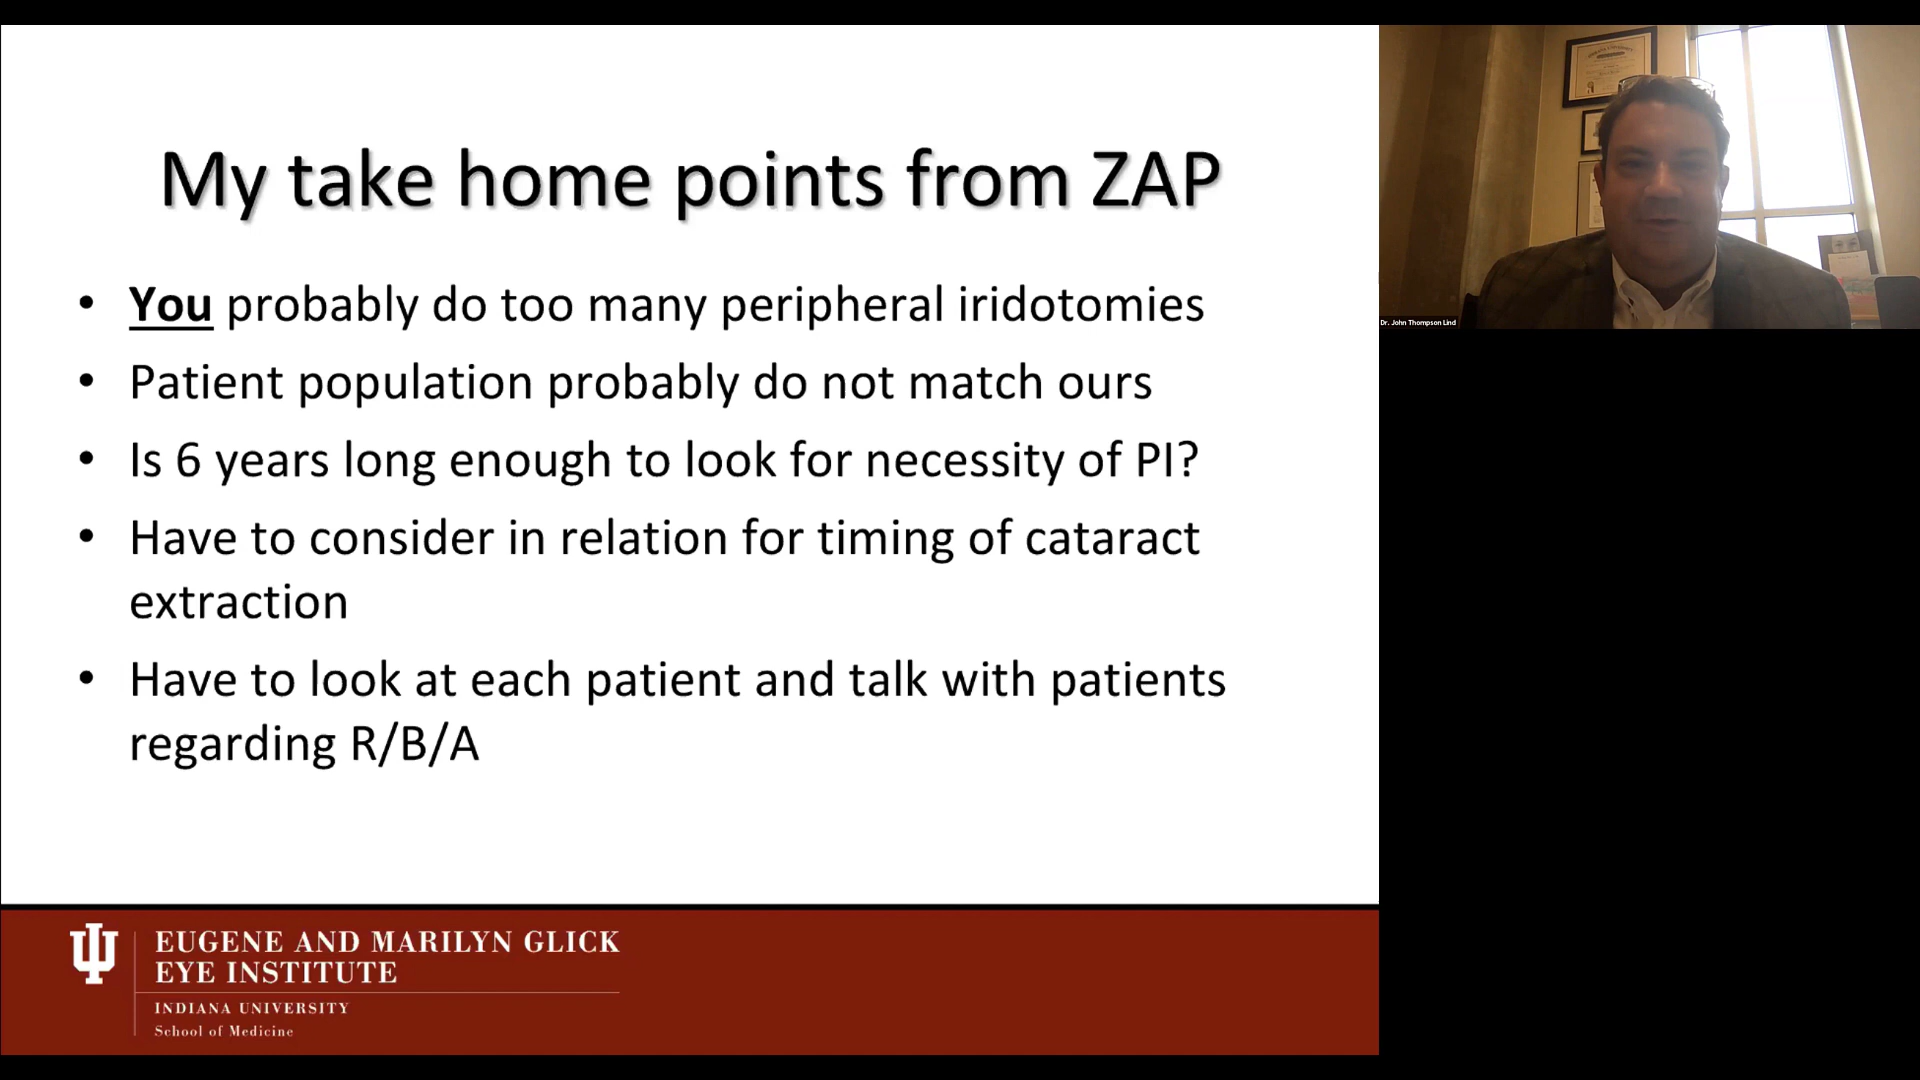 My take home points from ZAP
• You probably do too many peripheral iridotomies
• Patient population probably do not match ours
• Is 6 years long enough to look for necessity of PI?
• Have to consider in relation for timing of cataract
extraction
• Have to look at each patient and talk with patients
regarding R/B/A
EUGENE AND MARILYN GLICK
EYE INSTITUTE
INDIANA UNIVERSITY
School of Medicine
Dr. John Thompson Lind